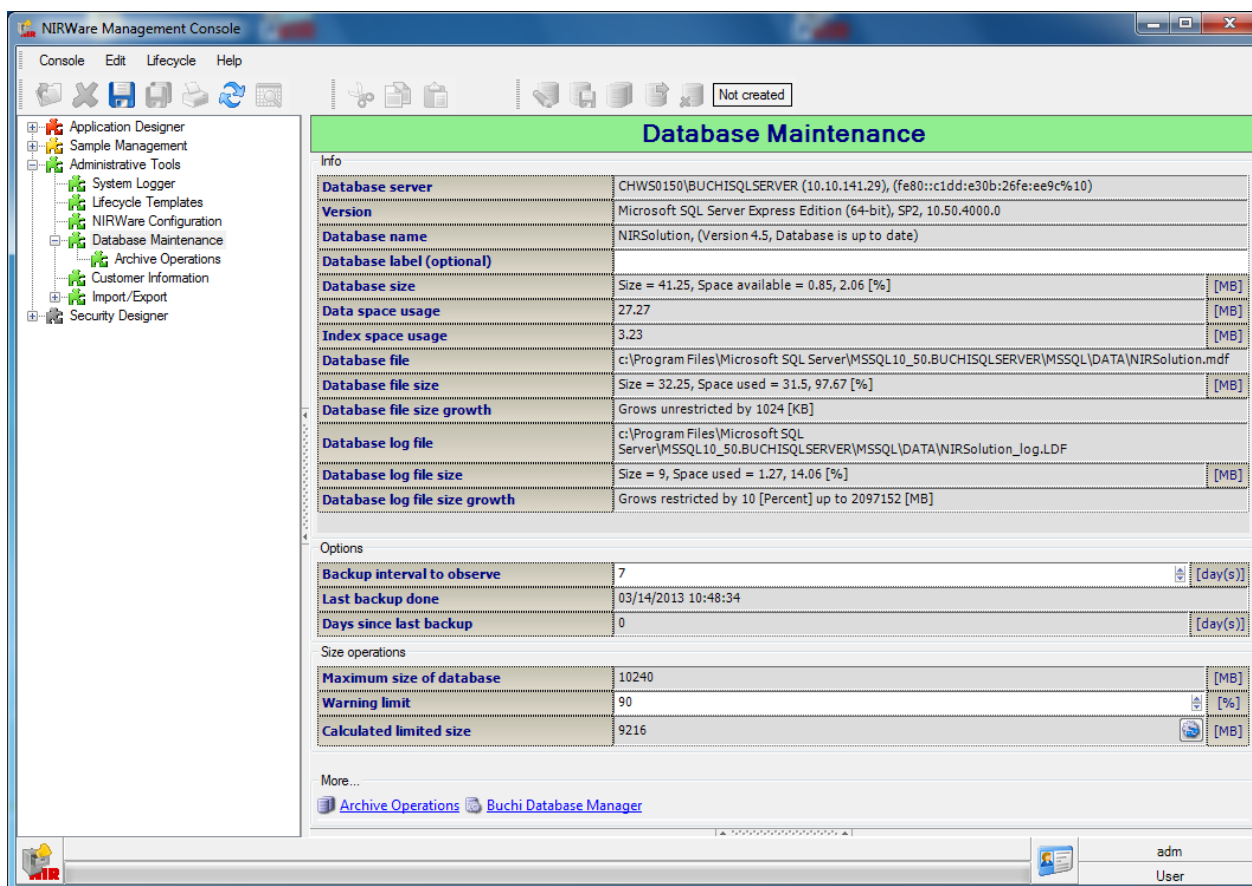 NIRWare Management Console
Console Edit Lifecycle Help
Not created
Application Designer
Sample Management
Administrative Tools
System Logger
Lifecycle Templates
NIRWare Configuration
Database Maintenance
Archive Operations
Customer Information
Import/Export
Security Designer
Database Maintenance
Info
Database server CHWS0150\BUCHISQLSERVER (10.10.141.29), (fe80::c1dd:e30b:26fe:ee9c%10)
Version Microsoft SQL Server Express Edition (64-bit), SP2, 10.50.4000.0
Database name NIRSolution, (Version 4.5, Database is up to date)
Database label (optional)
Database size Size = 41.25, Space available = 0.85, 2.06 [%] [MB]
Data space usage 27.27 [MB]
Index space usage 3.23 [MB]
Database file c:\Program Files\Microsoft SQL Server\MSSQL10_50.BUCHISQLSERVER\MSSQL\DATA\NIRSolution.mdf
Database file size Size = 32.25, Space used = 31.5, 97.67 [%] [MB]
Database file size growth Grows unrestricted by 1024 [KB]
Database log file c:\Program Files\Microsoft SQL
Server\MSSQL10_50.BUCHISQLSERVER\MSSQL\DATA\NIRSolution_log.LDF
Database log file size Size = 9, Space used = 1.27, 14.06 [%] [MB]
Database log file size growth Grows restricted by 10 [Percent] up to 2097152 [MB]
Options
Backup interval to observe 7 [day(s)]
Last backup done 03/14/2013 10:48:34
Days since last backup 0 [day(s)]
Size operations
Maximum size of database 10240 [MB]
Warning limit 90 [%]
Calculated limited size 9216 [MB]
More...
Archive Operations Buchi Database Manager
NIR
adm
User